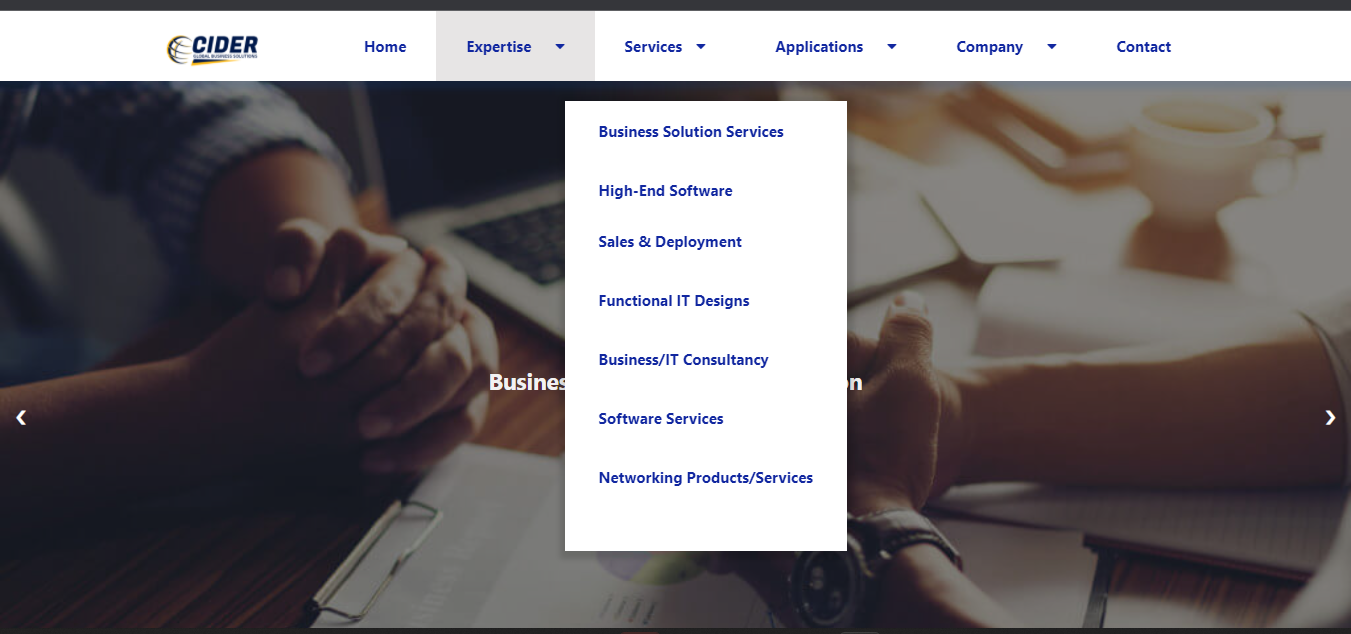 CIDER
GLOBAL BUSINESS SOLUTIONS
Home Expertise Services Applications Company Contact
Business Solution Services
High-End Software
Sales & Deployment
Functional IT Designs
Business/IT Consultancy
Busines on
Software Services
Networking Products/Services